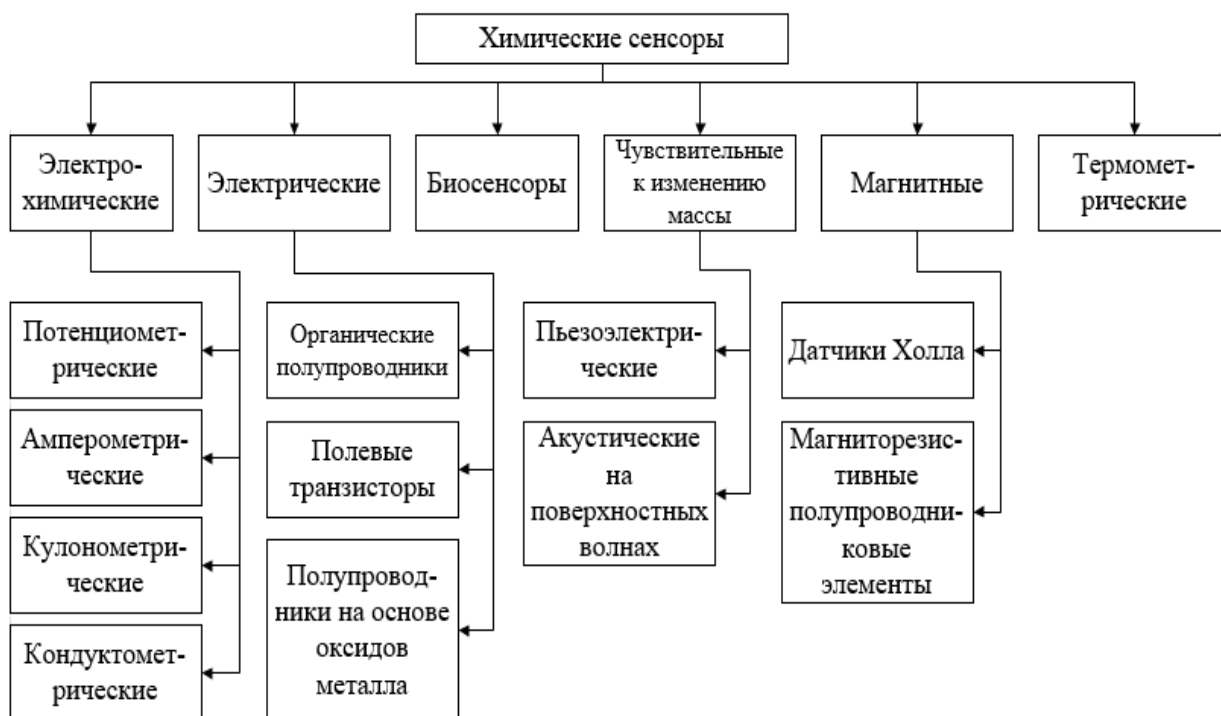 Химические сенсоры
Электро-
химические
Электрические
Биосенсоры
Чувствительные
к изменению
массы
Магнитные
Термомет-
рические
Потенциомет-
рические
Амперометри-
ческие
Кулонометри-
ческие
Кондуктомет-
рические
Органические
полупроводники
Полевые
транзисторы
Полупровод-
ники на основе
оксидов
металла
Пьезоэлектри-
ческие
Акустические
на
поверхностных
волнах
Датчики Холла
Магниторезис-
тивные
полупроводни-
ковые
элементы